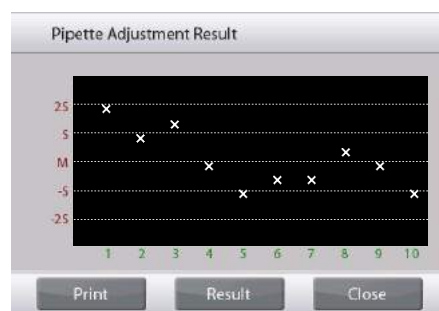 Pipette Adjustment Result
2S
S
M
-S
-2S
1 2 3 4 5 6 7 8 9 10
Print Result Close